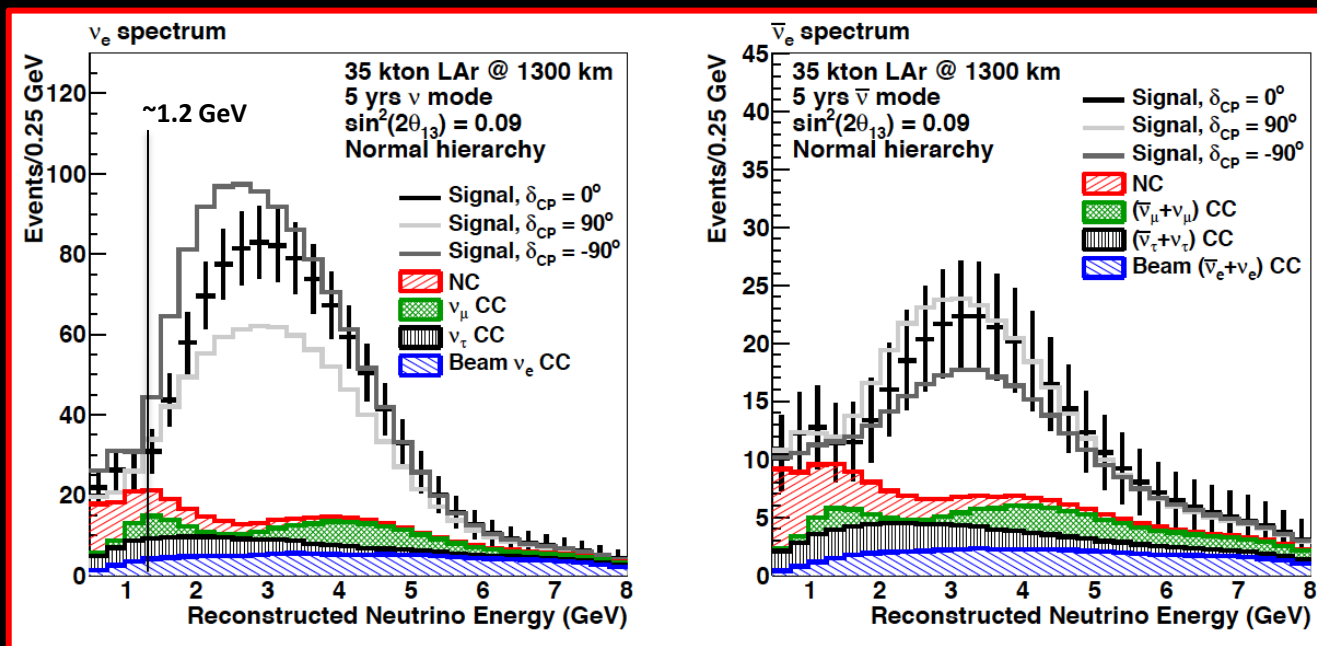 νe spectrum
35 kton LAr @ 1300 km
5 yrs ν mode
sin²(2θ13) = 0.09
Normal hierarchy
~1.2 GeV
Signal, δCP = 0°
Signal, δCP = 90°
Signal, δCP = -90°
NC
νμ CC
ντ CC
Beam νe CC
Events/0.25 GeV
120
100
80
60
40
20
0
1 2 3 4 5 6 7 8
Reconstructed Neutrino Energy (GeV)
ν̅e spectrum
35 kton LAr @ 1300 km
5 yrs ν̅ mode
sin²(2θ13) = 0.09
Normal hierarchy
Signal, δCP = 0°
Signal, δCP = 90°
Signal, δCP = -90°
NC
(ν̅μ+νμ) CC
(ν̅τ+ντ) CC
Beam (ν̅e+νe) CC
Events/0.25 GeV
45
40
35
30
25
20
15
10
5
0
1 2 3 4 5 6 7 8
Reconstructed Neutrino Energy (GeV)